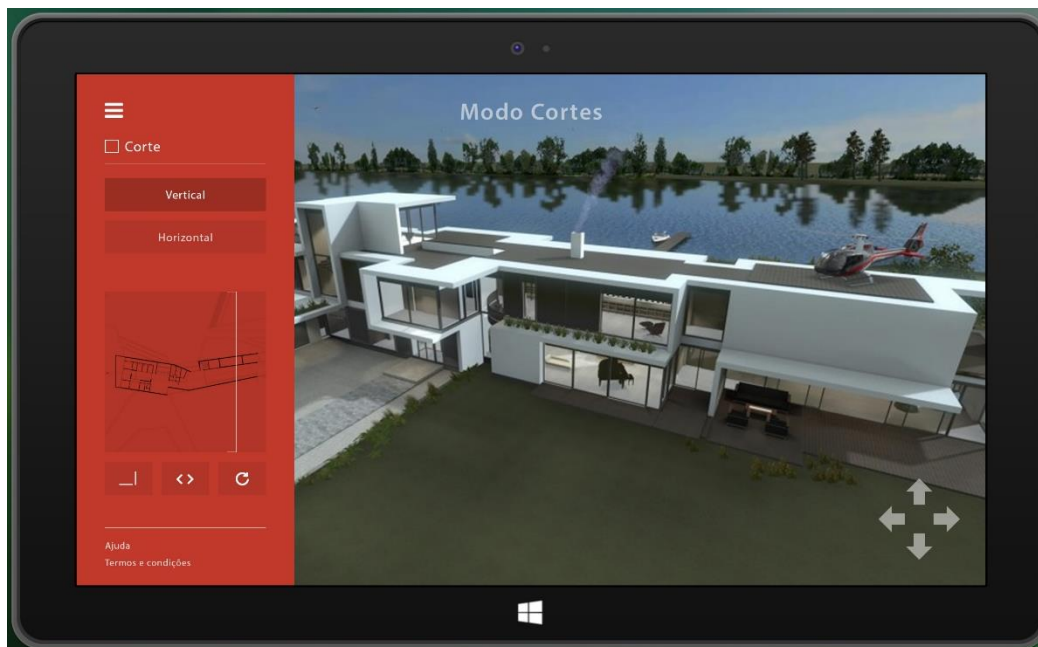 Modo Cortes
Corte
Vertical
Horizontal
Ajuda
Termos e condições